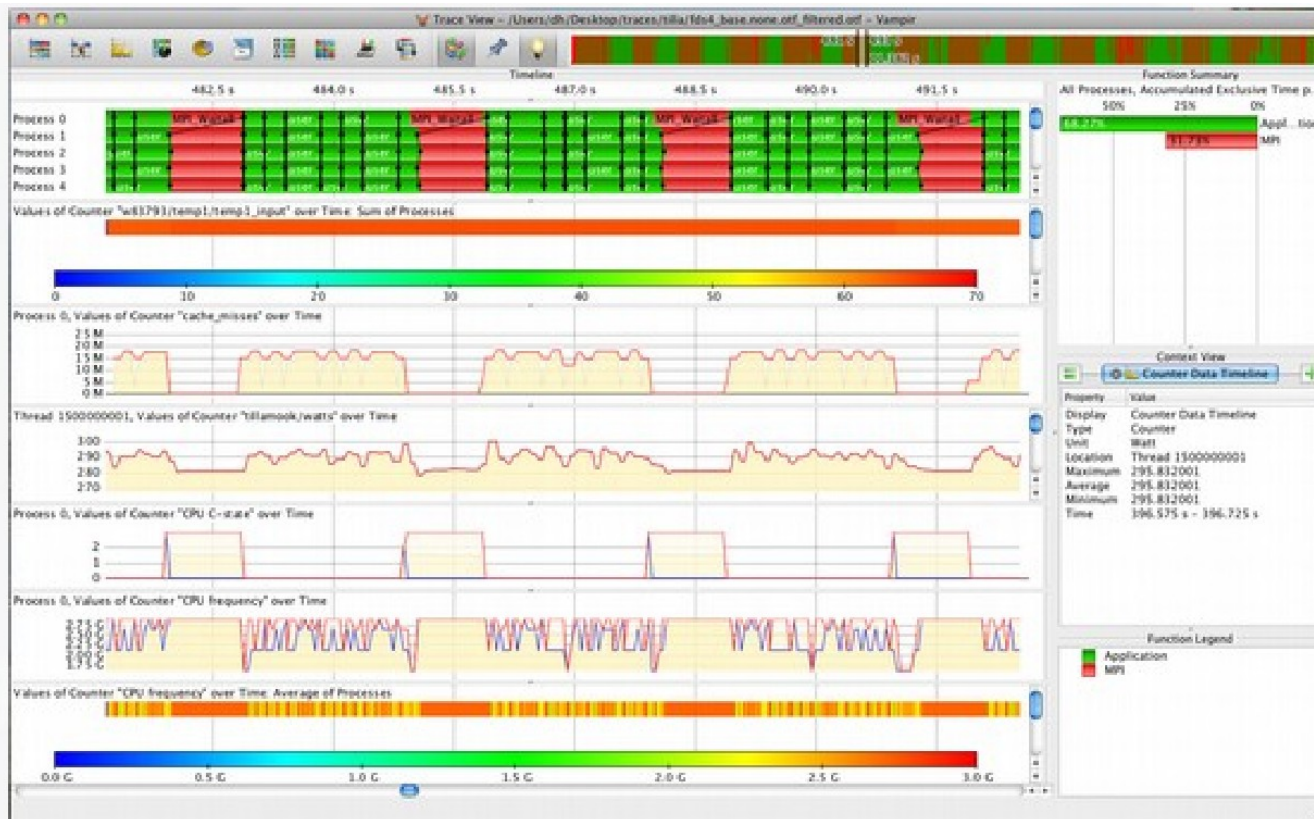 Trace View - /Users/dh/Desktop/traces/tilla/fds4_base.none.otf_filtered.otf - Vampir
Timeline
482.5 s 484.0 s 485.5 s 487.0 s 488.5 s 490.0 s 491.5 s
Process 0
Process 1
Process 2
Process 3
Process 4
MPI_Waitall MPI_Waitall MPI_Waitall MPI_Waitall
user user user user user user
Values of Counter "w83793/temp1/temp1_input" over Time: Sum of Processes
0 10 20 30 40 50 60 70
Process 0, Values of Counter "cache_misses" over Time
25 M
20 M
15 M
10 M
5 M
0 M
Thread 1500000001, Values of Counter "tillamook/watts" over Time
300
290
280
270
Process 0, Values of Counter "CPU C-state" over Time
2
1
0
Process 0, Values of Counter "CPU frequency" over Time
Values of Counter "CPU frequency" over Time: Average of Processes
0.0 G 0.5 G 1.0 G 1.5 G 2.0 G 2.5 G 3.0 G
Function Summary
All Processes, Accumulated Exclusive Time p...
50% 25% 0%
68.27% Appl...tion
31.73% MPI
Context View
Counter Data Timeline
Property Value
Display Counter Data Timeline
Type Counter
Unit Watt
Location Thread 1500000001
Maximum 295.832001
Average 295.832001
Minimum 295.832001
Time 396.575 s - 396.725 s
Function Legend
Application
MPI